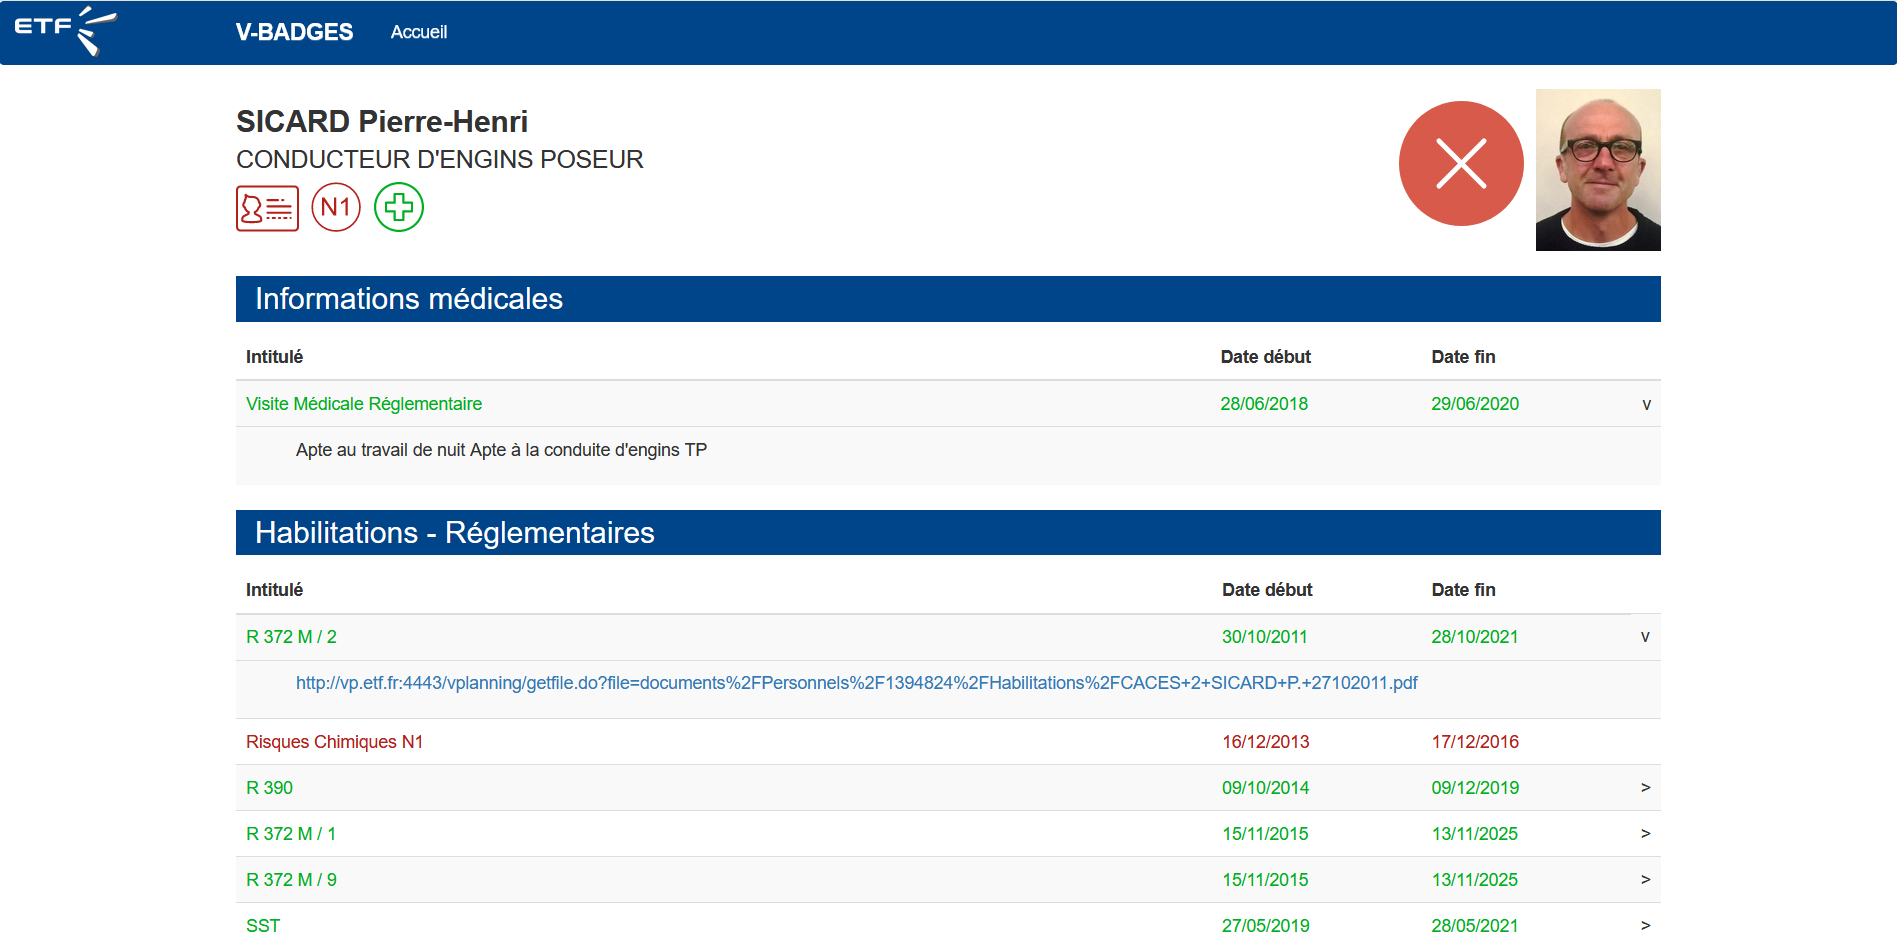 ETF
V-BADGES Accueil
SICARD Pierre-Henri
CONDUCTEUR D'ENGINS POSEUR
N1
Informations médicales
Intitulé Date début Date fin
Visite Médicale Réglementaire 28/06/2018 29/06/2020 v
Apte au travail de nuit Apte à la conduite d'engins TP
Habilitations - Réglementaires
Intitulé Date début Date fin
R 372 M / 2 30/10/2011 28/10/2021 v
http://vp.etf.fr:4443/vplanning/getfile.do?file=documents%2FPersonnels%2F1394824%2FHabilitations%2FCACES+2+SICARD+P.+27102011.pdf
Risques Chimiques N1 16/12/2013 17/12/2016
R 390 09/10/2014 09/12/2019 >
R 372 M / 1 15/11/2015 13/11/2025 >
R 372 M / 9 15/11/2015 13/11/2025 >
SST 27/05/2019 28/05/2021 >